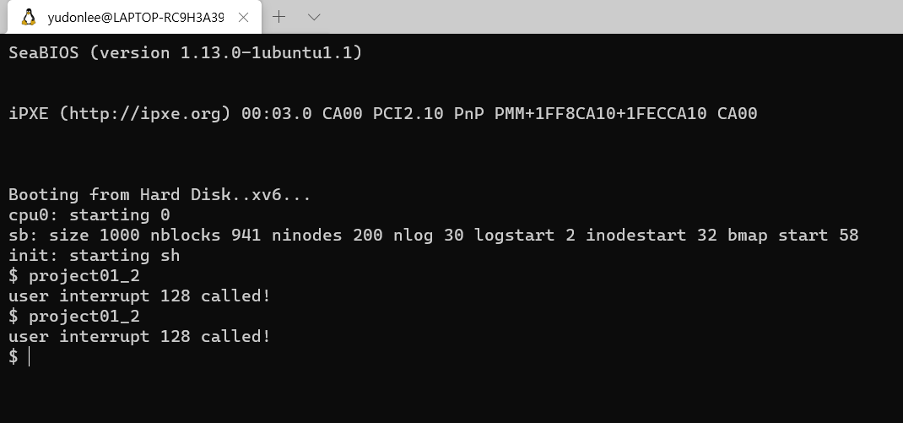 yudonlee@LAPTOP-RC9H3A39
SeaBIOS (version 1.13.0-1ubuntu1.1)
iPXE (http://ipxe.org) 00:03.0 CA00 PCI2.10 PnP PMM+1FF8CA10+1FECCA10 CA00
Booting from Hard Disk..xv6...
cpu0: starting 0
sb: size 1000 nblocks 941 ninodes 200 nlog 30 logstart 2 inodestart 32 bmap start 58
init: starting sh
$ project01_2
user interrupt 128 called!
$ project01_2
user interrupt 128 called!
$